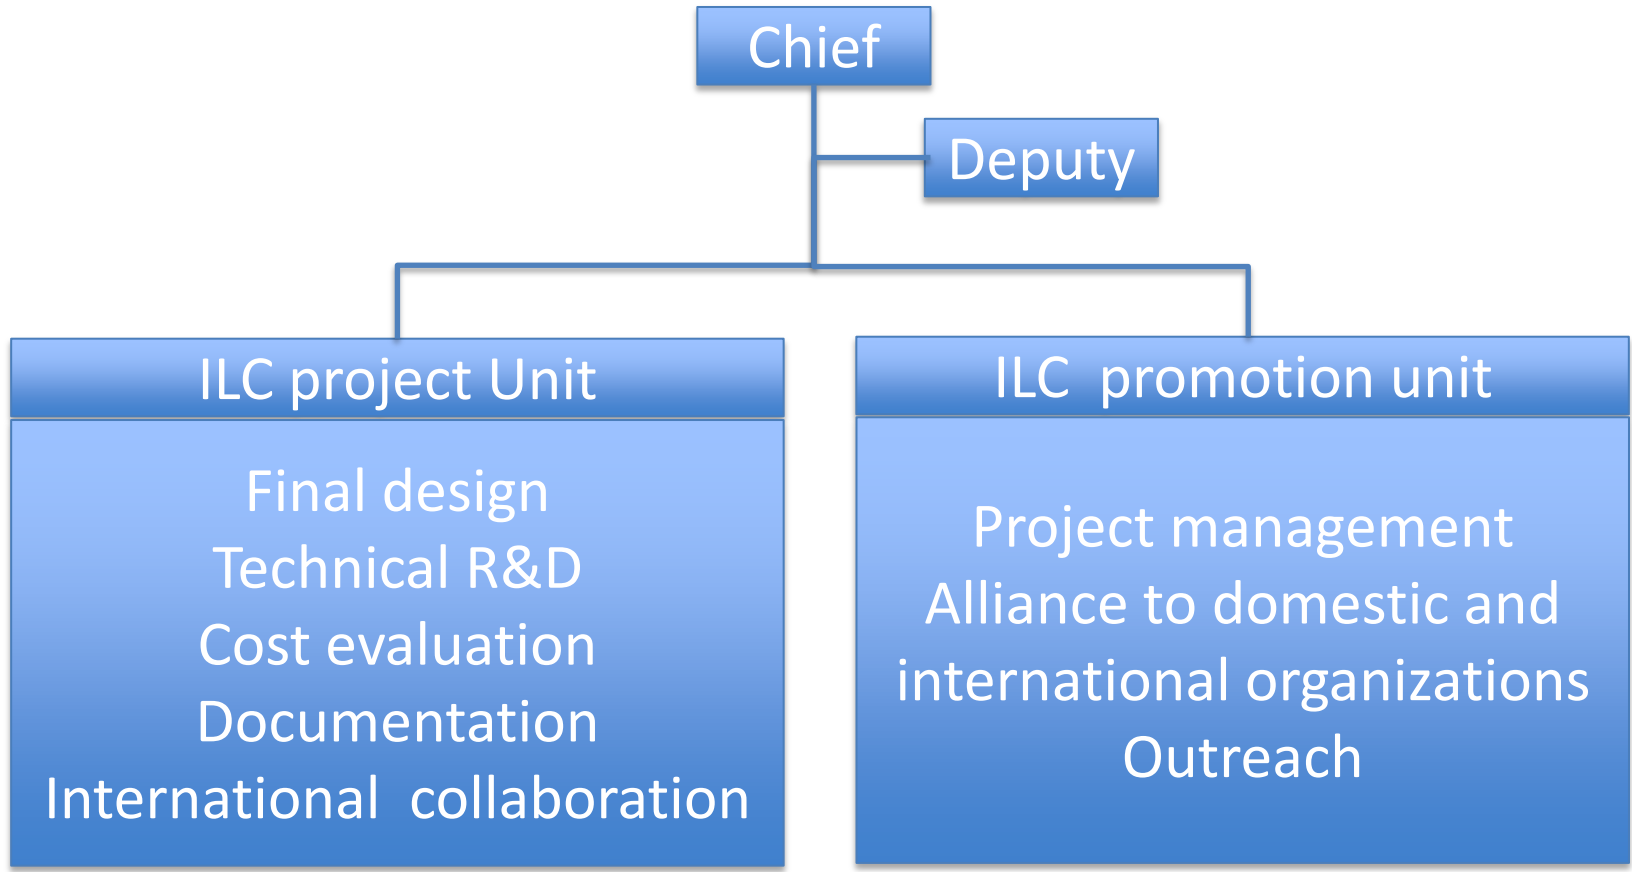 Chief
Deputy
ILC project Unit
Final design
Technical R&D
Cost evaluation
Documentation
International  collaboration
ILC  promotion unit
Project management
Alliance to domestic and
international organizations
Outreach